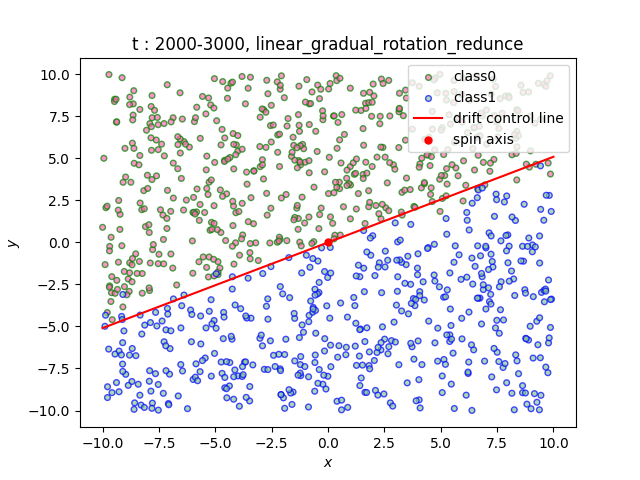 t : 2000-3000, linear_gradual_rotation_redunce
class0
class1
drift control line
spin axis
10.0
7.5
5.0
2.5
0.0
−2.5
−5.0
−7.5
−10.0
y
−10.0 −7.5 −5.0 −2.5 0.0 2.5 5.0 7.5 10.0
x